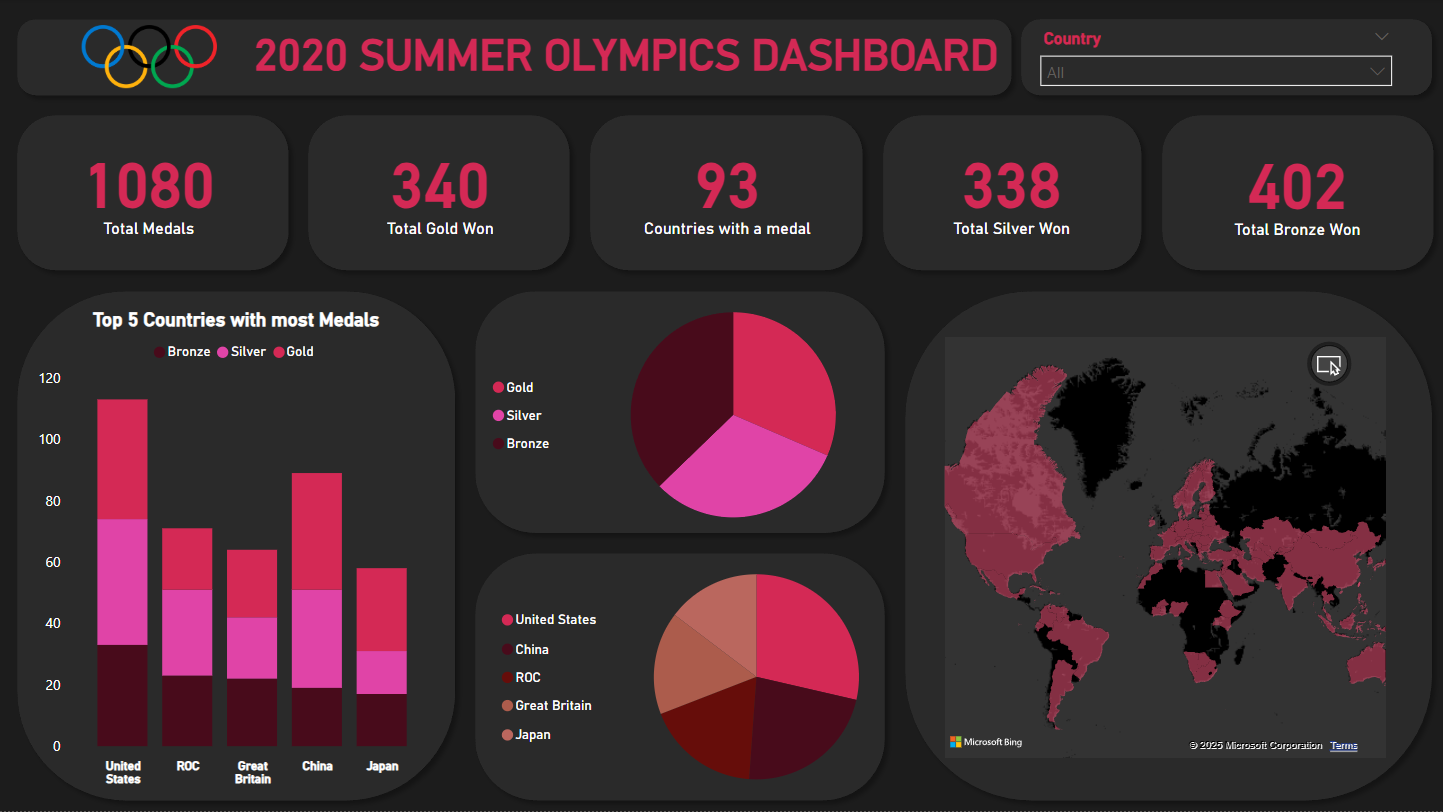 2020 SUMMER OLYMPICS DASHBOARD
Country
All
1080
Total Medals
340
Total Gold Won
93
Countries with a medal
338
Total Silver Won
402
Total Bronze Won
Top 5 Countries with most Medals
Bronze Silver Gold
120
100
80
60
40
20
0
United
States
ROC
Great
Britain
China
Japan
Gold
Silver
Bronze
United States
China
ROC
Great Britain
Japan
Microsoft Bing
© 2025 Microsoft Corporation Terms